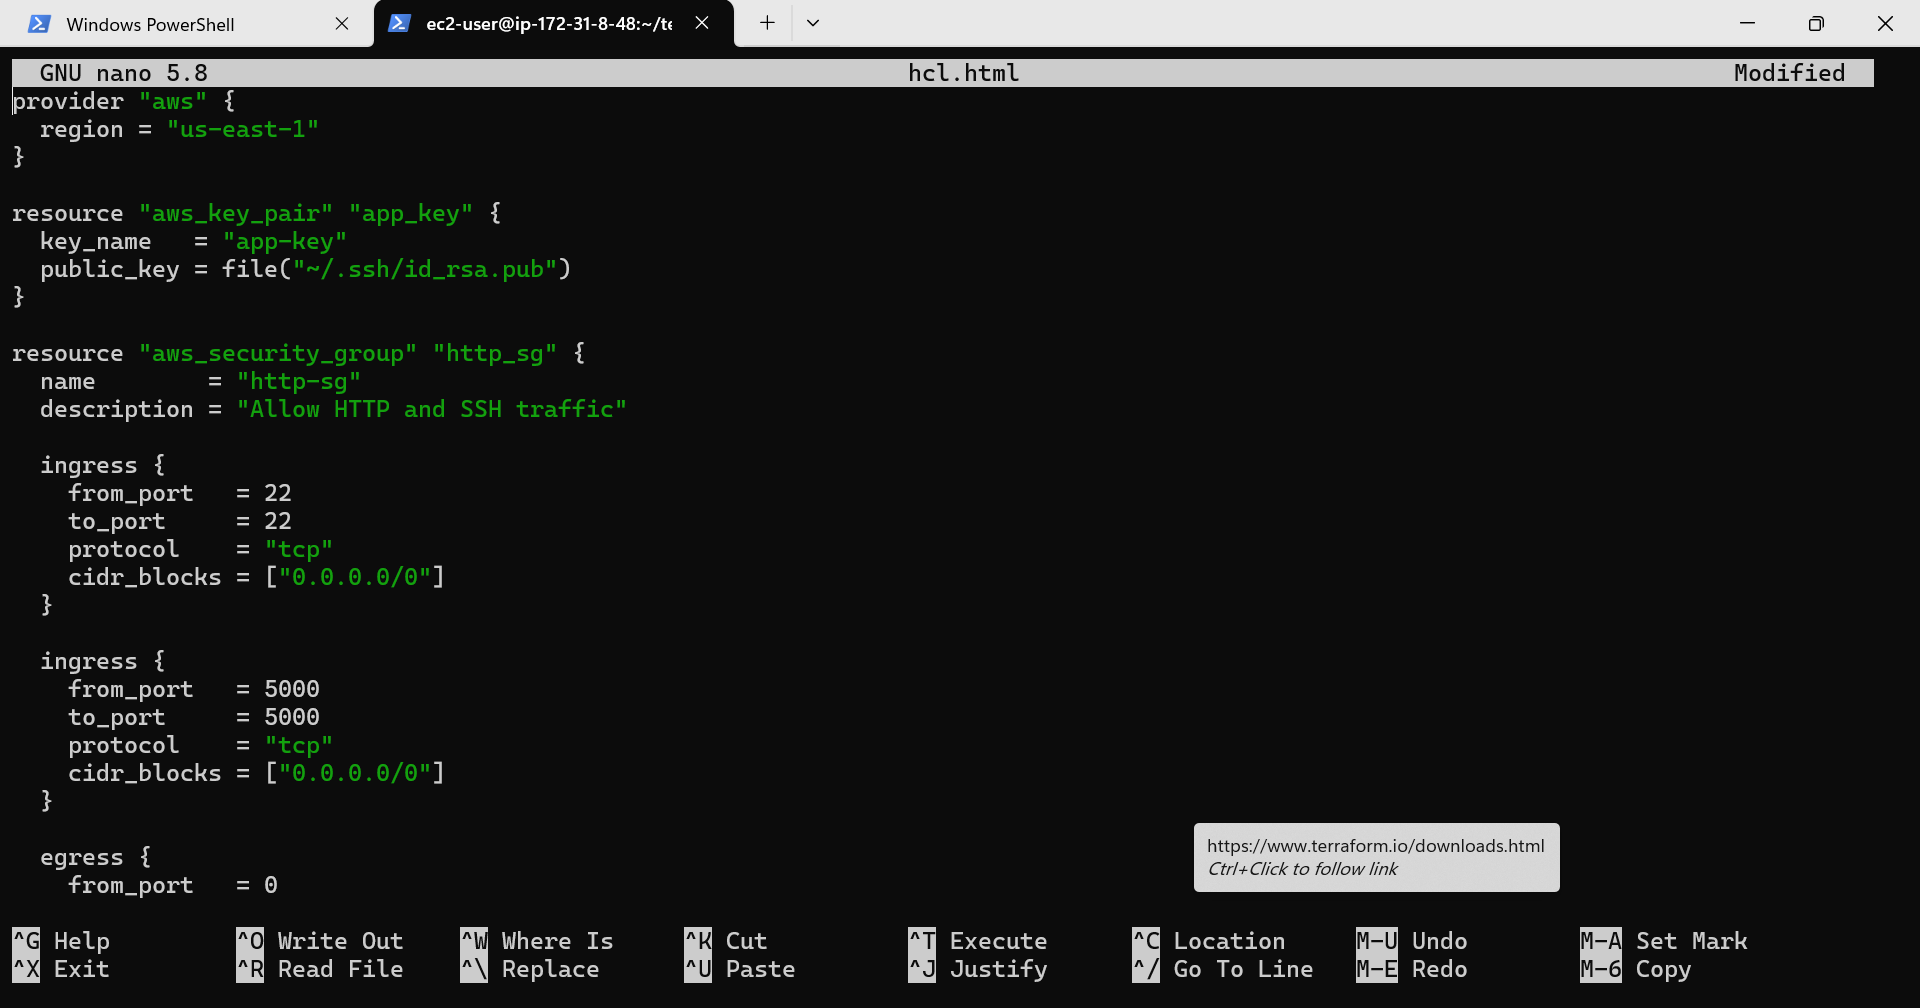 Windows PowerShell
ec2-user@ip-172-31-8-48:~/te
GNU nano 5.8 hcl.html Modified
provider "aws" {
  region = "us-east-1"
}
resource "aws_key_pair" "app_key" {
  key_name   = "app-key"
  public_key = file("~/.ssh/id_rsa.pub")
}
resource "aws_security_group" "http_sg" {
  name        = "http-sg"
  description = "Allow HTTP and SSH traffic"
  ingress {
    from_port   = 22
    to_port     = 22
    protocol    = "tcp"
    cidr_blocks = ["0.0.0.0/0"]
  }
  ingress {
    from_port   = 5000
    to_port     = 5000
    protocol    = "tcp"
    cidr_blocks = ["0.0.0.0/0"]
  }
  egress {
    from_port   = 0
https://www.terraform.io/downloads.html
Ctrl+Click to follow link
^G Help ^O Write Out ^W Where Is ^K Cut ^T Execute ^C Location M-U Undo M-A Set Mark
^X Exit ^R Read File ^\ Replace ^U Paste ^J Justify ^/ Go To Line M-E Redo M-6 Copy